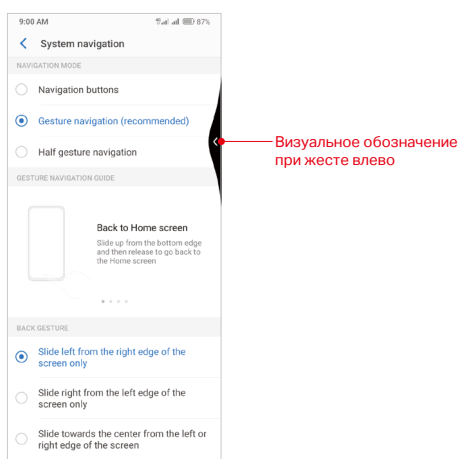 9:00 AM 87%
System navigation
NAVIGATION MODE
Navigation buttons
Gesture navigation (recommended)
Half gesture navigation
Визуальное обозначение
при жесте влево
GESTURE NAVIGATION GUIDE
Back to Home screen
Slide up from the bottom edge
and then release to go back to
the Home screen
BACK GESTURE
Slide left from the right edge of the
screen only
Slide right from the left edge of the
screen only
Slide towards the center from the left or
right edge of the screen